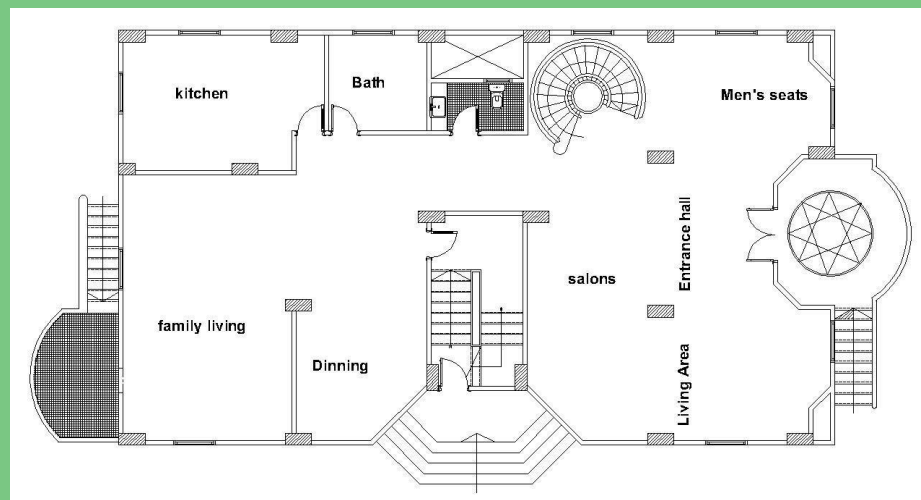 kitchen
Bath
Men's seats
Entrance hall
salons
family living
Dinning
Living Area